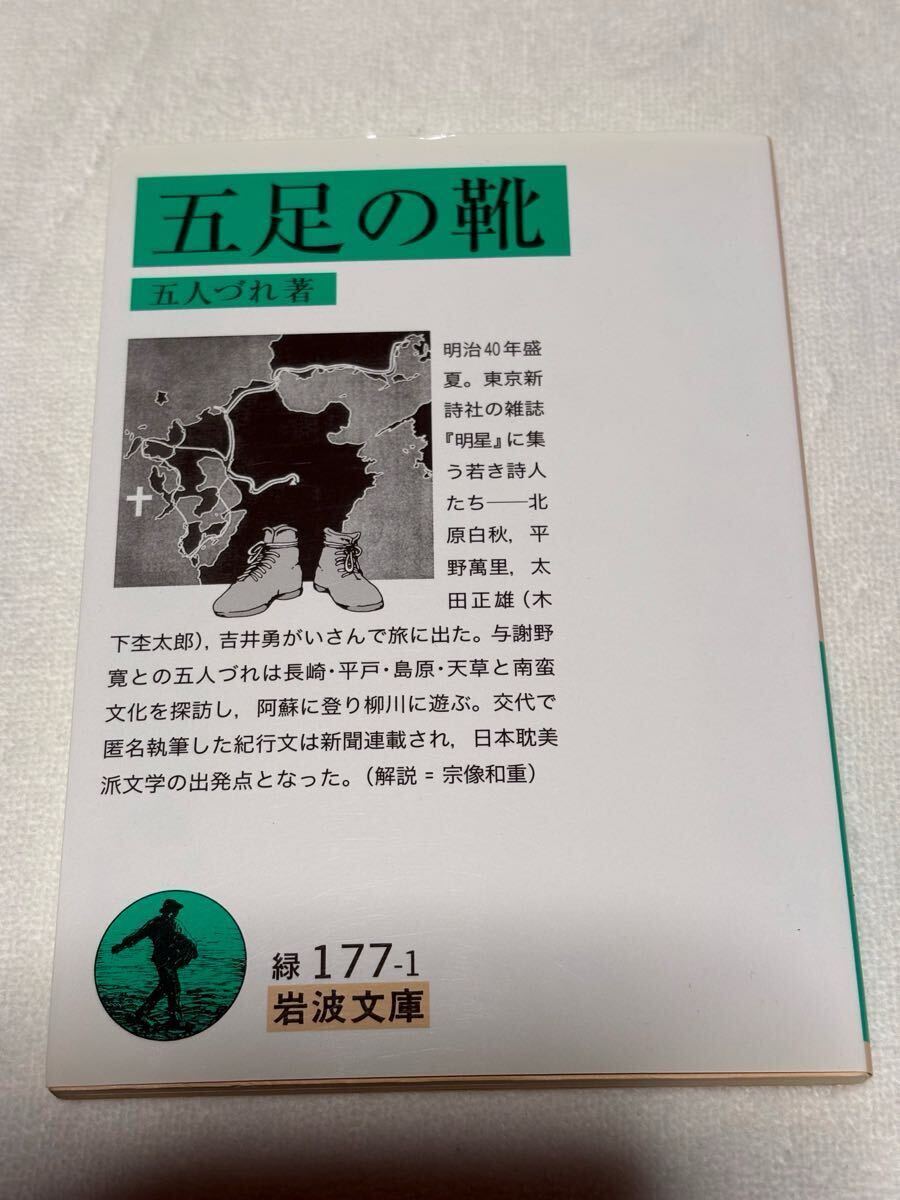 五足の靴
五人づれ著
明治40年盛
夏。東京新
詩社の雑誌
『明星』に集
う若き詩人
たち――北
原白秋，平
野萬里，太
田正雄（木
下杢太郎），吉井勇がいさんで旅に出た。与謝野
寛との五人づれは長崎・平戸・島原・天草と南蛮
文化を探訪し，阿蘇に登り柳川に遊ぶ。交代で
匿名執筆した紀行文は新聞連載され，日本耽美
派文学の出発点となった。（解説＝宗像和重）
緑 177-1
岩波文庫